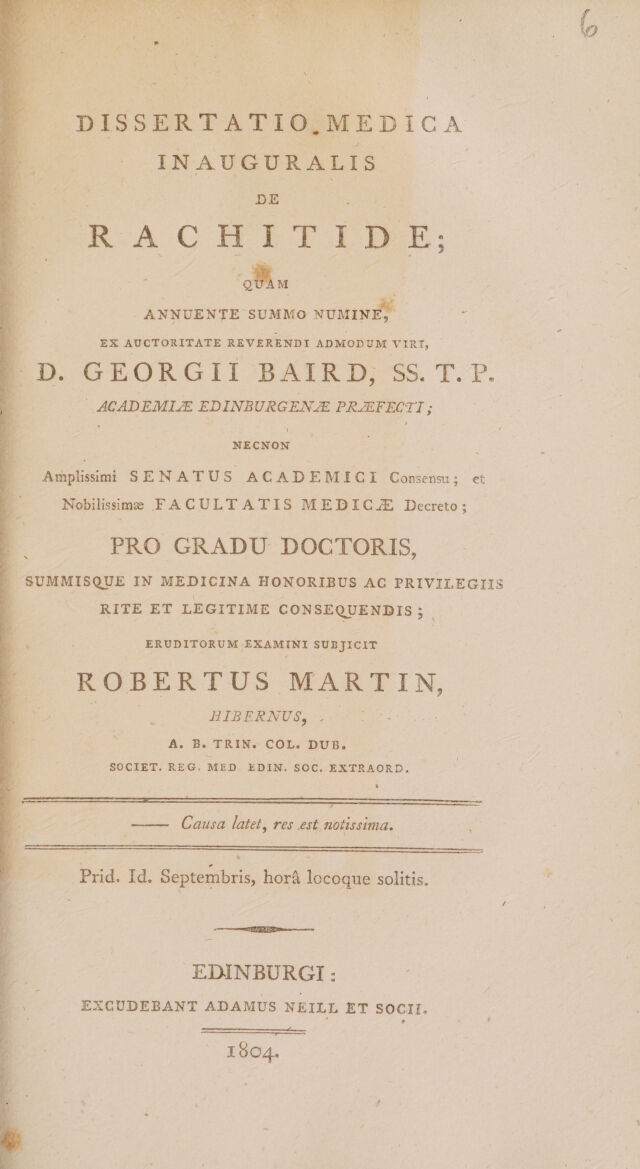 6
DISSERTATIO MEDICA
INAUGURALIS
DE
RACHITIDE;
QUAM
ANNUENTE SUMMO NUMINE,
EX AUCTORITATE REVERENDI ADMODUM VIRI,
D. GEORGII BAIRD, SS. T. P.
ACADEMIÆ EDINBURGENÆ PRÆFECTI;
NECNON
Amplissimi SENATUS ACADEMICI Consensu; et
Nobilissimæ FACULTATIS MEDICÆ Decreto;
PRO GRADU DOCTORIS,
SUMMISQUE IN MEDICINA HONORIBUS AC PRIVILEGIIS
RITE ET LEGITIME CONSEQUENDIS;
ERUDITORUM EXAMINI SUBJICIT
ROBERTUS MARTIN,
HIBERNUS,
A. B. TRIN. COL. DUB.
SOCIET. REG. MED EDIN. SOC. EXTRAORD.
—— Causa latet, res est notissima.
Prid. Id. Septembris, horâ locoque solitis.
EDINBURGI:
EXCUDEBANT ADAMUS NEILL ET SOCII.
1804.